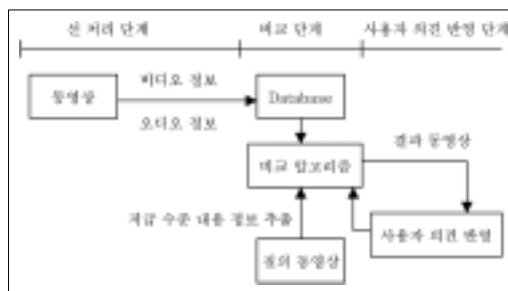 전 처리 단계
비교 단계
사용자 의견 반영 단계
동영상
비디오 정보
오디오 정보
Database
비교 알고리즘
결과 동영상
저급 수준 내용 정보 추출
사용자 의견 반영
질의 동영상